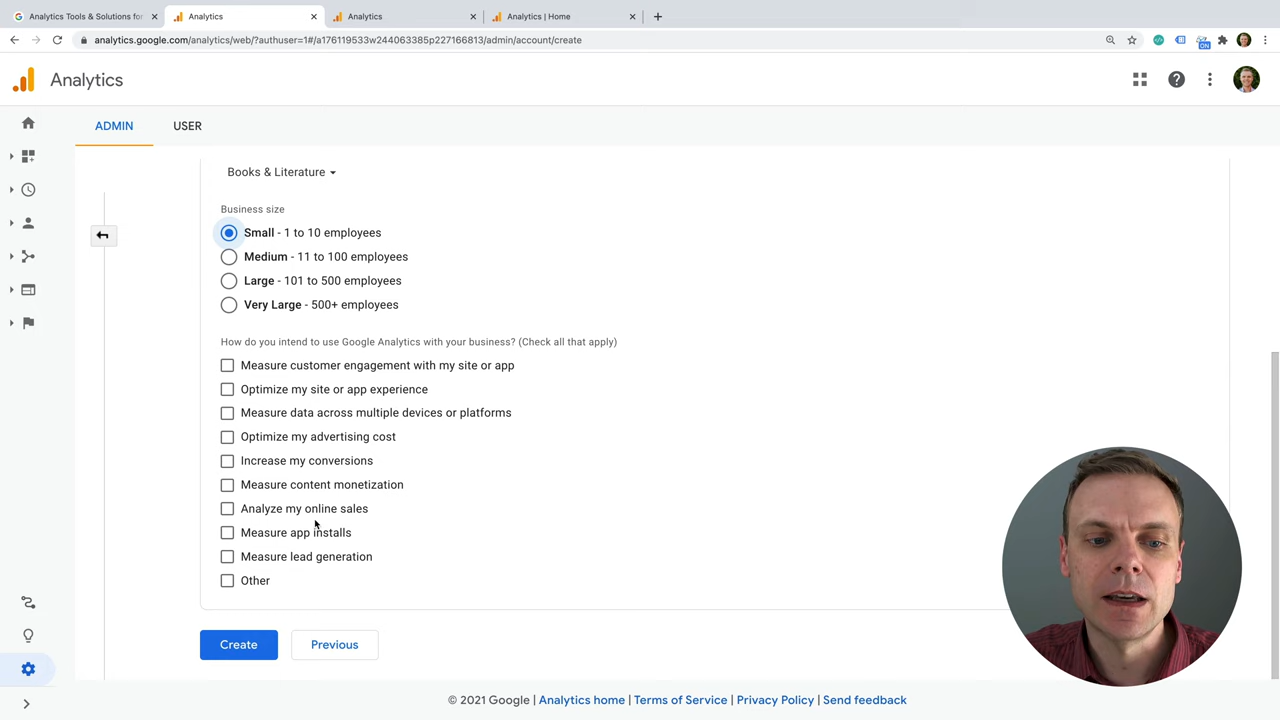 Analytics Tools & Solutions for
Analytics
Analytics
Analytics | Home
analytics.google.com/analytics/web/?authuser=1#/a176119533w244063385p227166813/admin/account/create
ON
Analytics
ADMIN
USER
Books & Literature
Business size
Small - 1 to 10 employees
Medium - 11 to 100 employees
Large - 101 to 500 employees
Very Large - 500+ employees
How do you intend to use Google Analytics with your business? (Check all that apply)
Measure customer engagement with my site or app
Optimize my site or app experience
Measure data across multiple devices or platforms
Optimize my advertising cost
Increase my conversions
Measure content monetization
Analyze my online sales
Measure app installs
Measure lead generation
Other
Create
Previous
© 2021 Google | Analytics home | Terms of Service | Privacy Policy | Send feedback